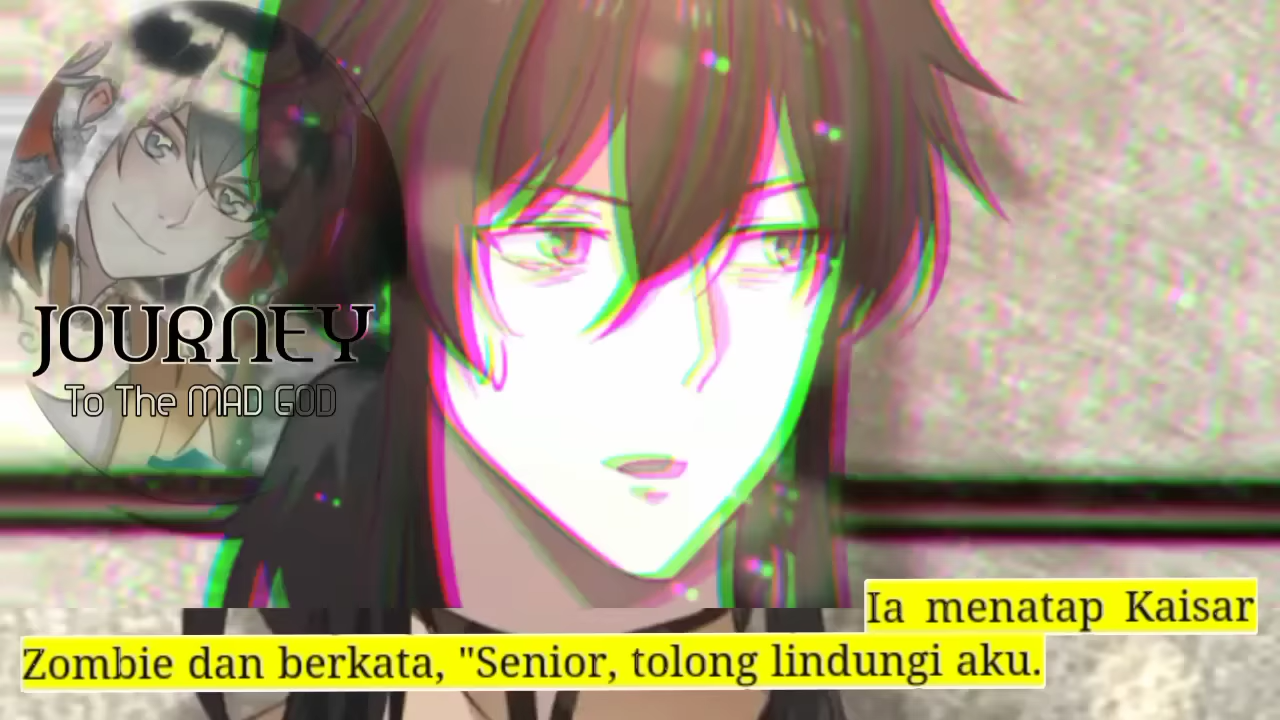 JOURNEY
To The MAD GOD
Ia menatap Kaisar
Zombie dan berkata, "Senior, tolong lindungi aku.